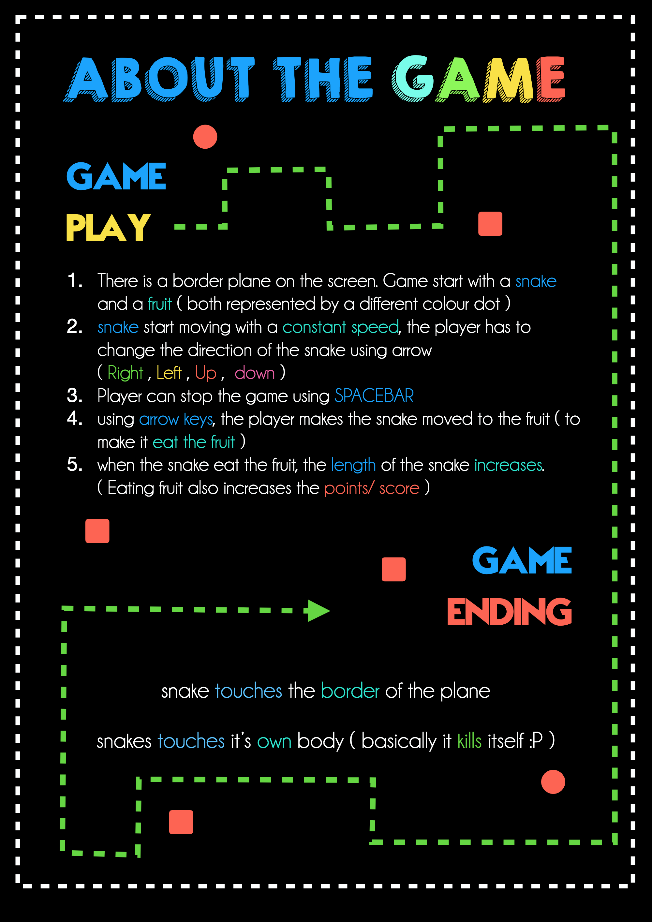 ABOUT THE GAME
GAME
PLAY
1. There is a border plane on the screen. Game start with a snake
and a fruit ( both represented by a different colour dot )
2. snake start moving with a constant speed, the player has to
change the direction of the snake using arrow
( Right , Left , Up , down )
3. Player can stop the game using SPACEBAR
4. using arrow keys, the player makes the snake moved to the fruit ( to
make it eat the fruit )
5. when the snake eat the fruit, the length of the snake increases.
( Eating fruit also increases the points/ score )
GAME
ENDING
snake touches the border of the plane
snakes touches it's own body ( basically it kills itself :P )